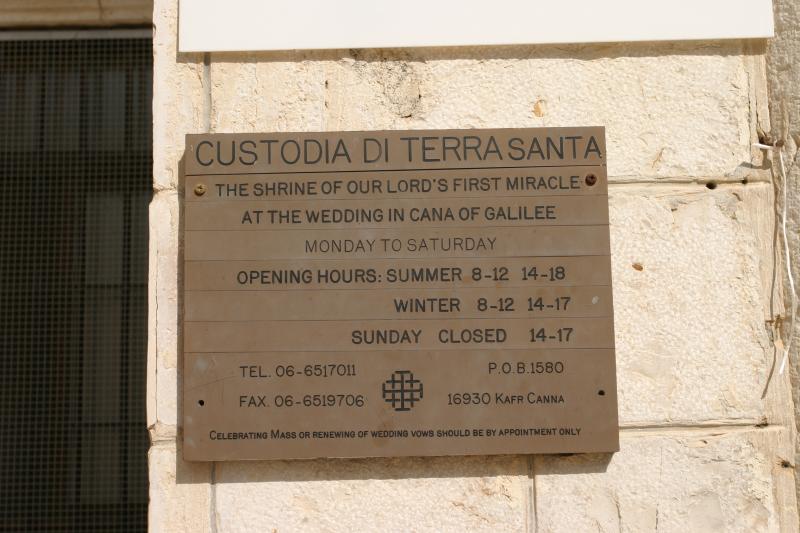 CUSTODIA DI TERRA SANTA
THE SHRINE OF OUR LORD'S FIRST MIRACLE
AT THE WEDDING IN CANA OF GALILEE
MONDAY TO SATURDAY
OPENING HOURS: SUMMER 8-12 14-18
WINTER 8-12 14-17
SUNDAY CLOSED 14-17
TEL. 06-6517011 P.O.B.1580
FAX. 06-6519706 16930 KAFR CANNA
CELEBRATING MASS OR RENEWING OF WEDDING VOWS SHOULD BE BY APPOINTMENT ONLY